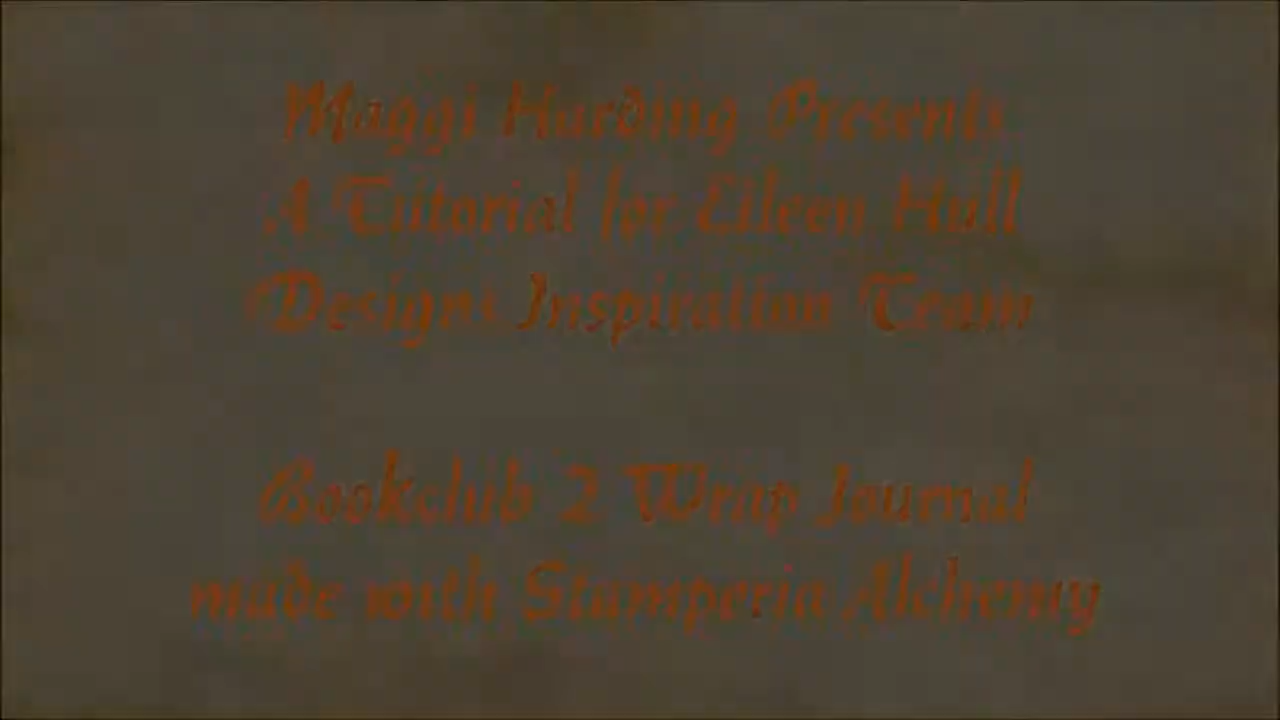 Maggi Harding Presents
A Tutorial for Eileen Hull
Designs Inspiration Team
Bookclub 2 Wrap Journal
made with Stamperia Alchemy